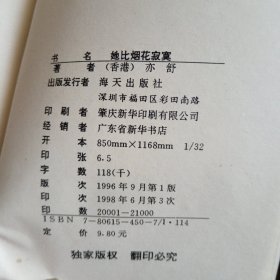 书 名 她比烟花寂寞
著 者 (香港) 亦 舒
出版发行者 海天出版社
深圳市福田区彩田南路
印 刷 者 肇庆新华印刷有限公司
经 销 者 广东省新华书店
开 本 850mm×1168mm 1/32
印 张 6.5
字 数 118(千)
版 次 1996年9月第1版
印 次 1998年6月第3次
印 数 20001-21000
ISBN 7-80615-450-7/I·114
定 价 9.80 元
独家版权 翻印必究